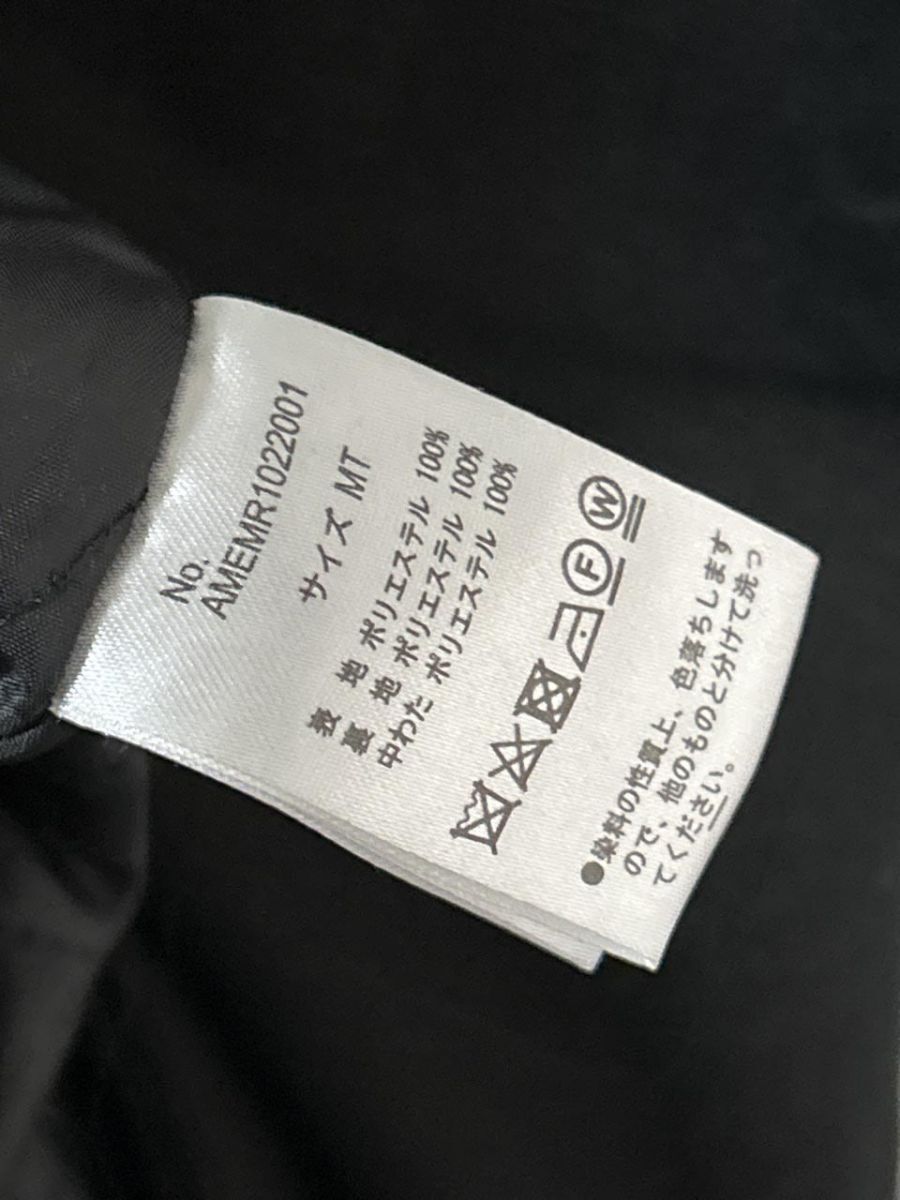 No.
AMEMR1022001
サイズ MT
表 地 ポリエステル 100%
裏 地 ポリエステル 100%
中わた ポリエステル 100%
F W
●染料の性質上、色落ちします
ので、他のものと分けて洗っ
てください。